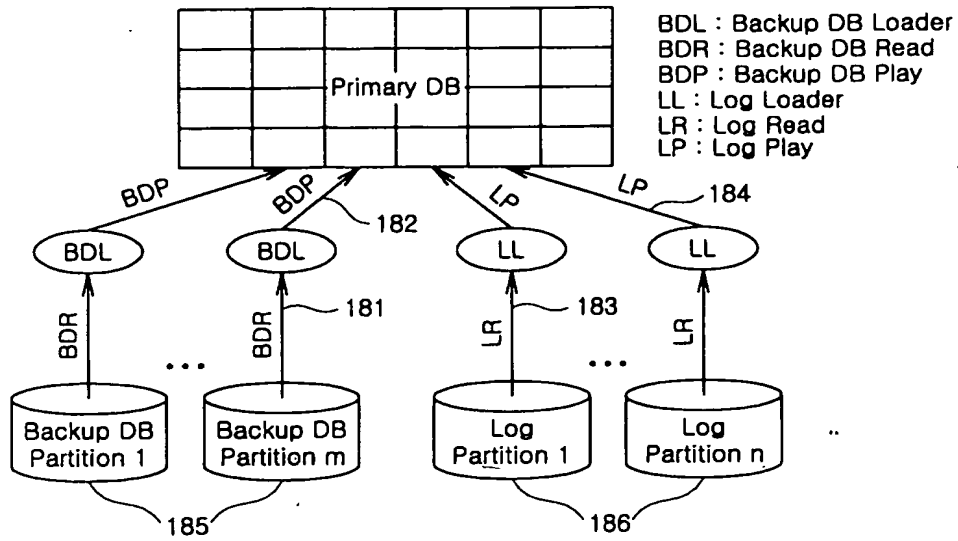 Primary DB
BDL : Backup DB Loader
BDR : Backup DB Read
BDP : Backup DB Play
LL : Log Loader
LR : Log Read
LP : Log Play
BDP
BDP
182
LP
LP
184
BDL
BDL
LL
LL
BDR
BDR
181
LR
183
LR
Backup DB
Partition 1
Backup DB
Partition m
Log
Partition 1
Log
Partition n
185
186